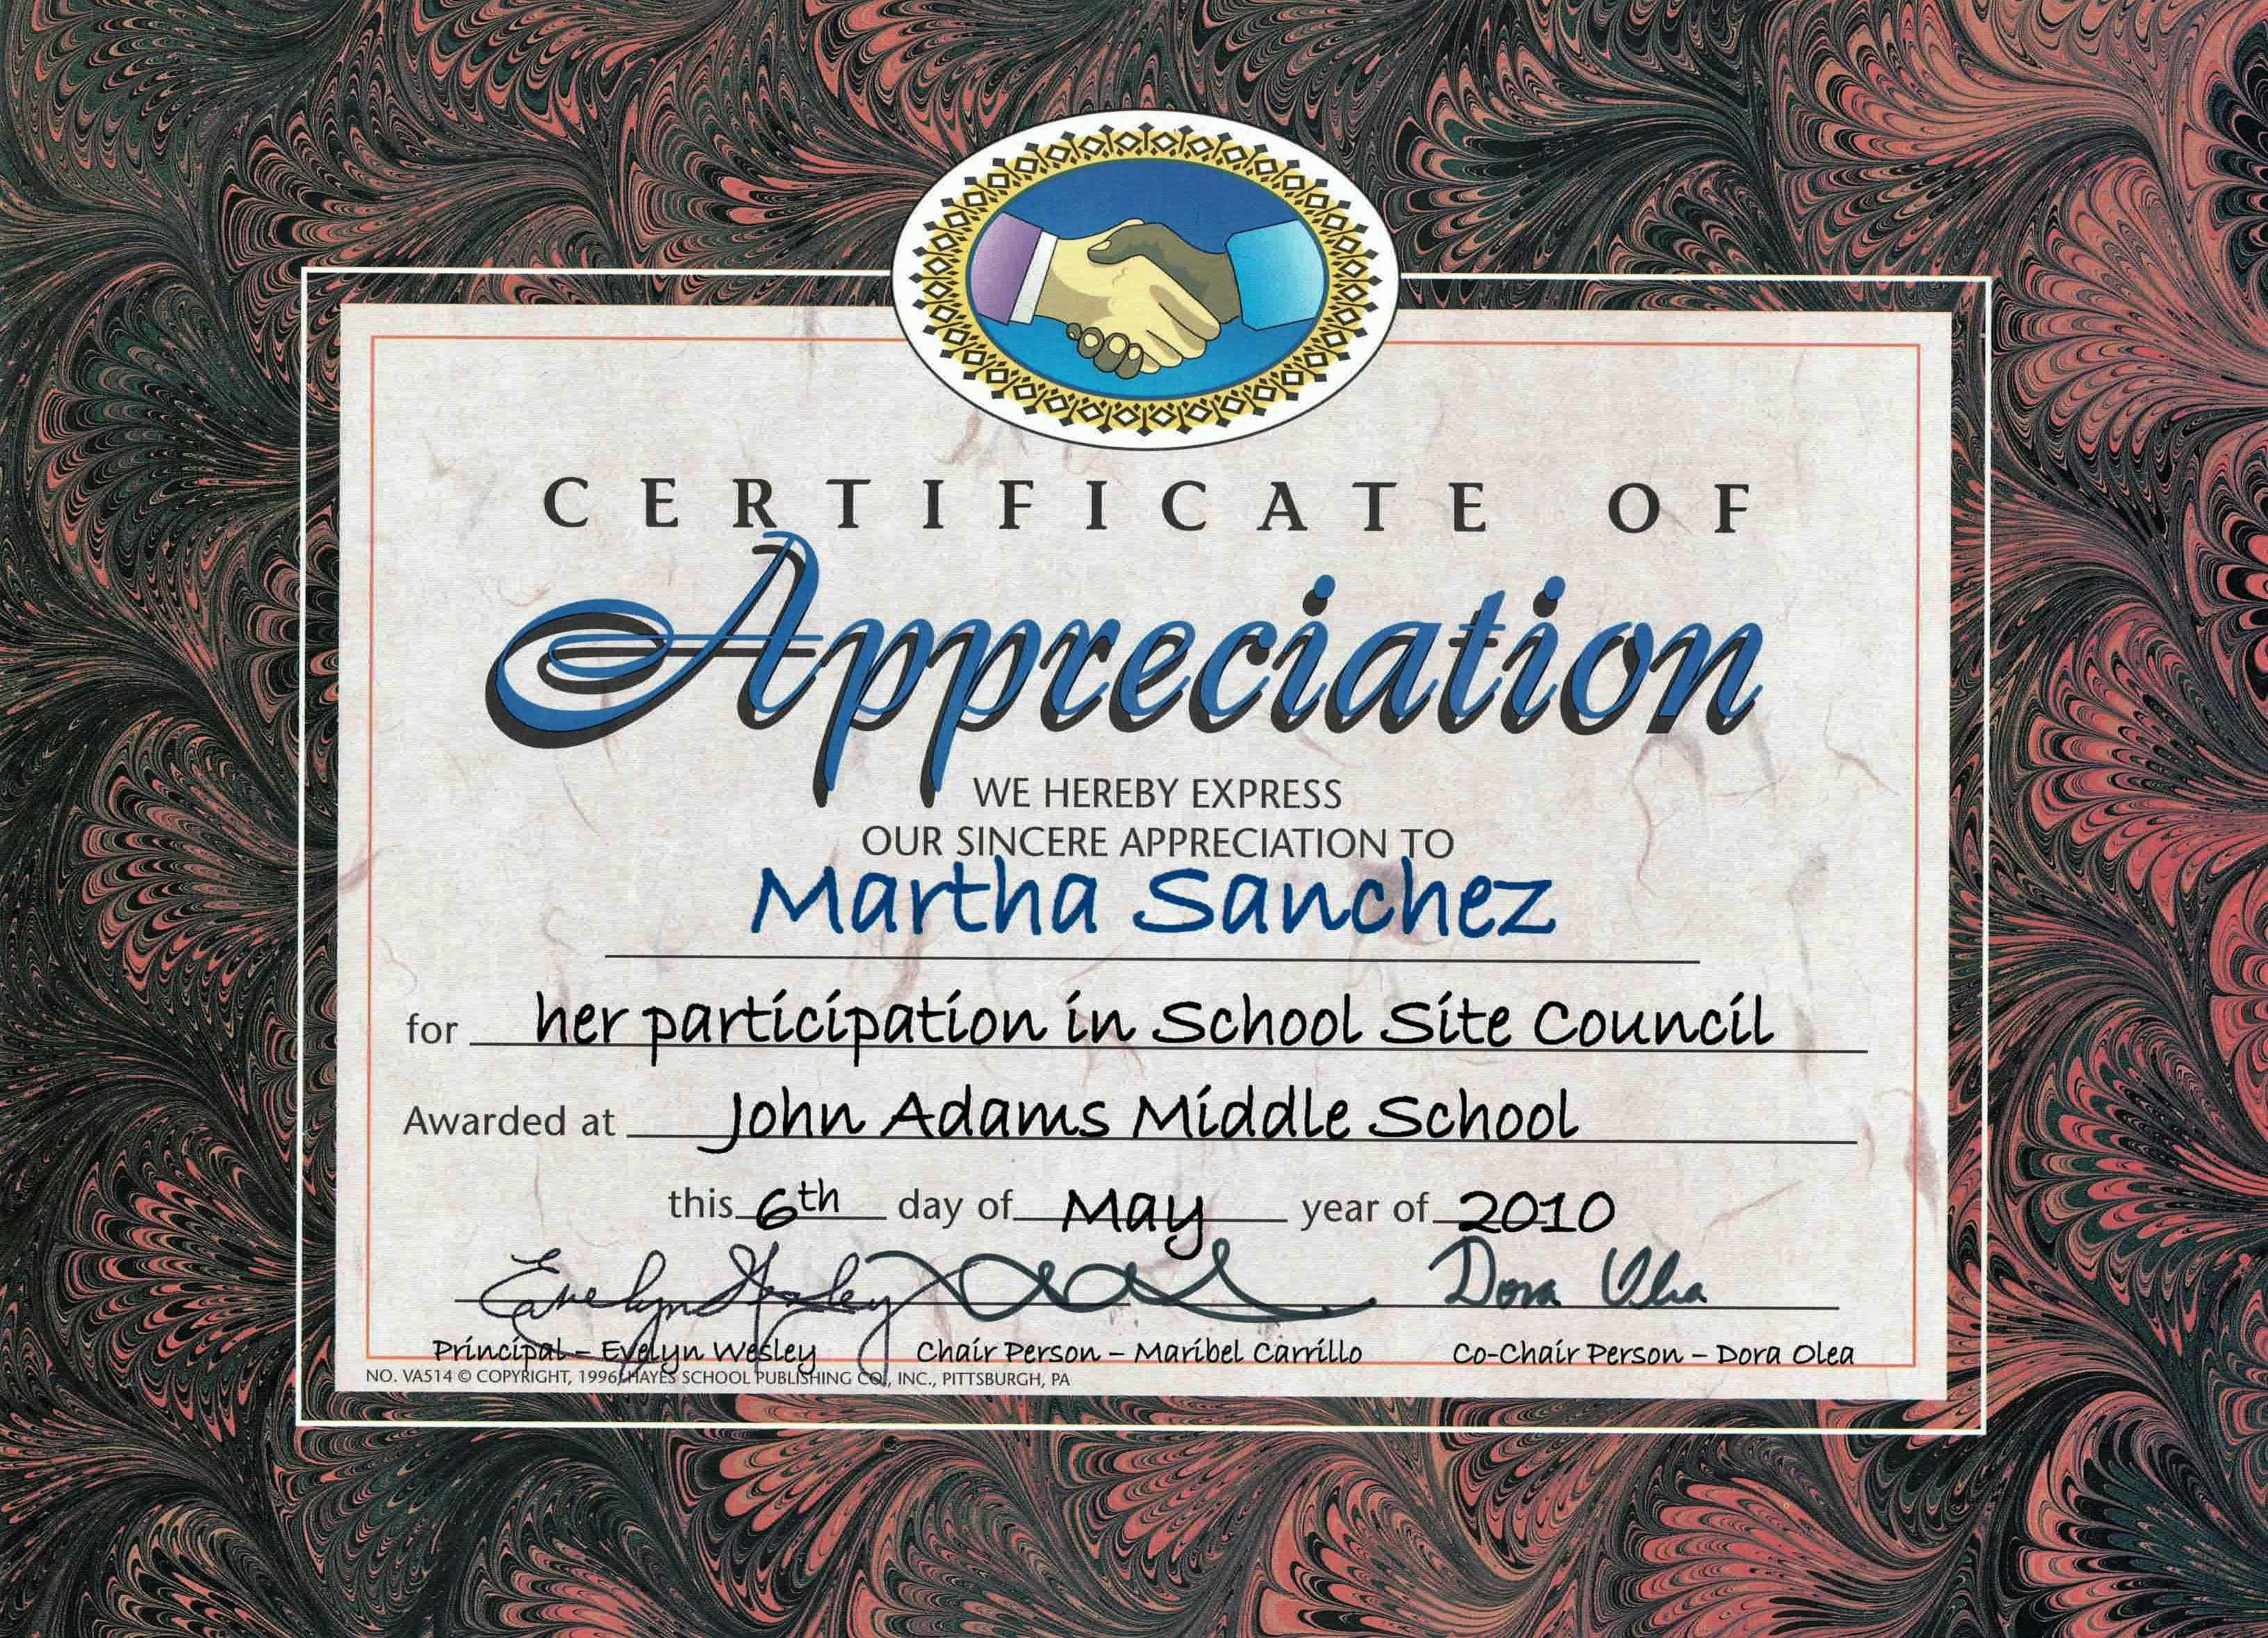 CERTIFICATE OF
Appreciation
WE HEREBY EXPRESS
OUR SINCERE APPRECIATION TO
Martha Sanchez
for her participation in School Site Council
Awarded at John Adams Middle School
this 6th day of May year of 2010
Evelyn Wesley Dora Olea
Principal - Evelyn Wesley Chair Person - Maribel Carrillo Co-Chair Person - Dora Olea
NO. VA514 © COPYRIGHT, 1996, HAYES SCHOOL PUBLISHING CO., INC., PITTSBURGH, PA